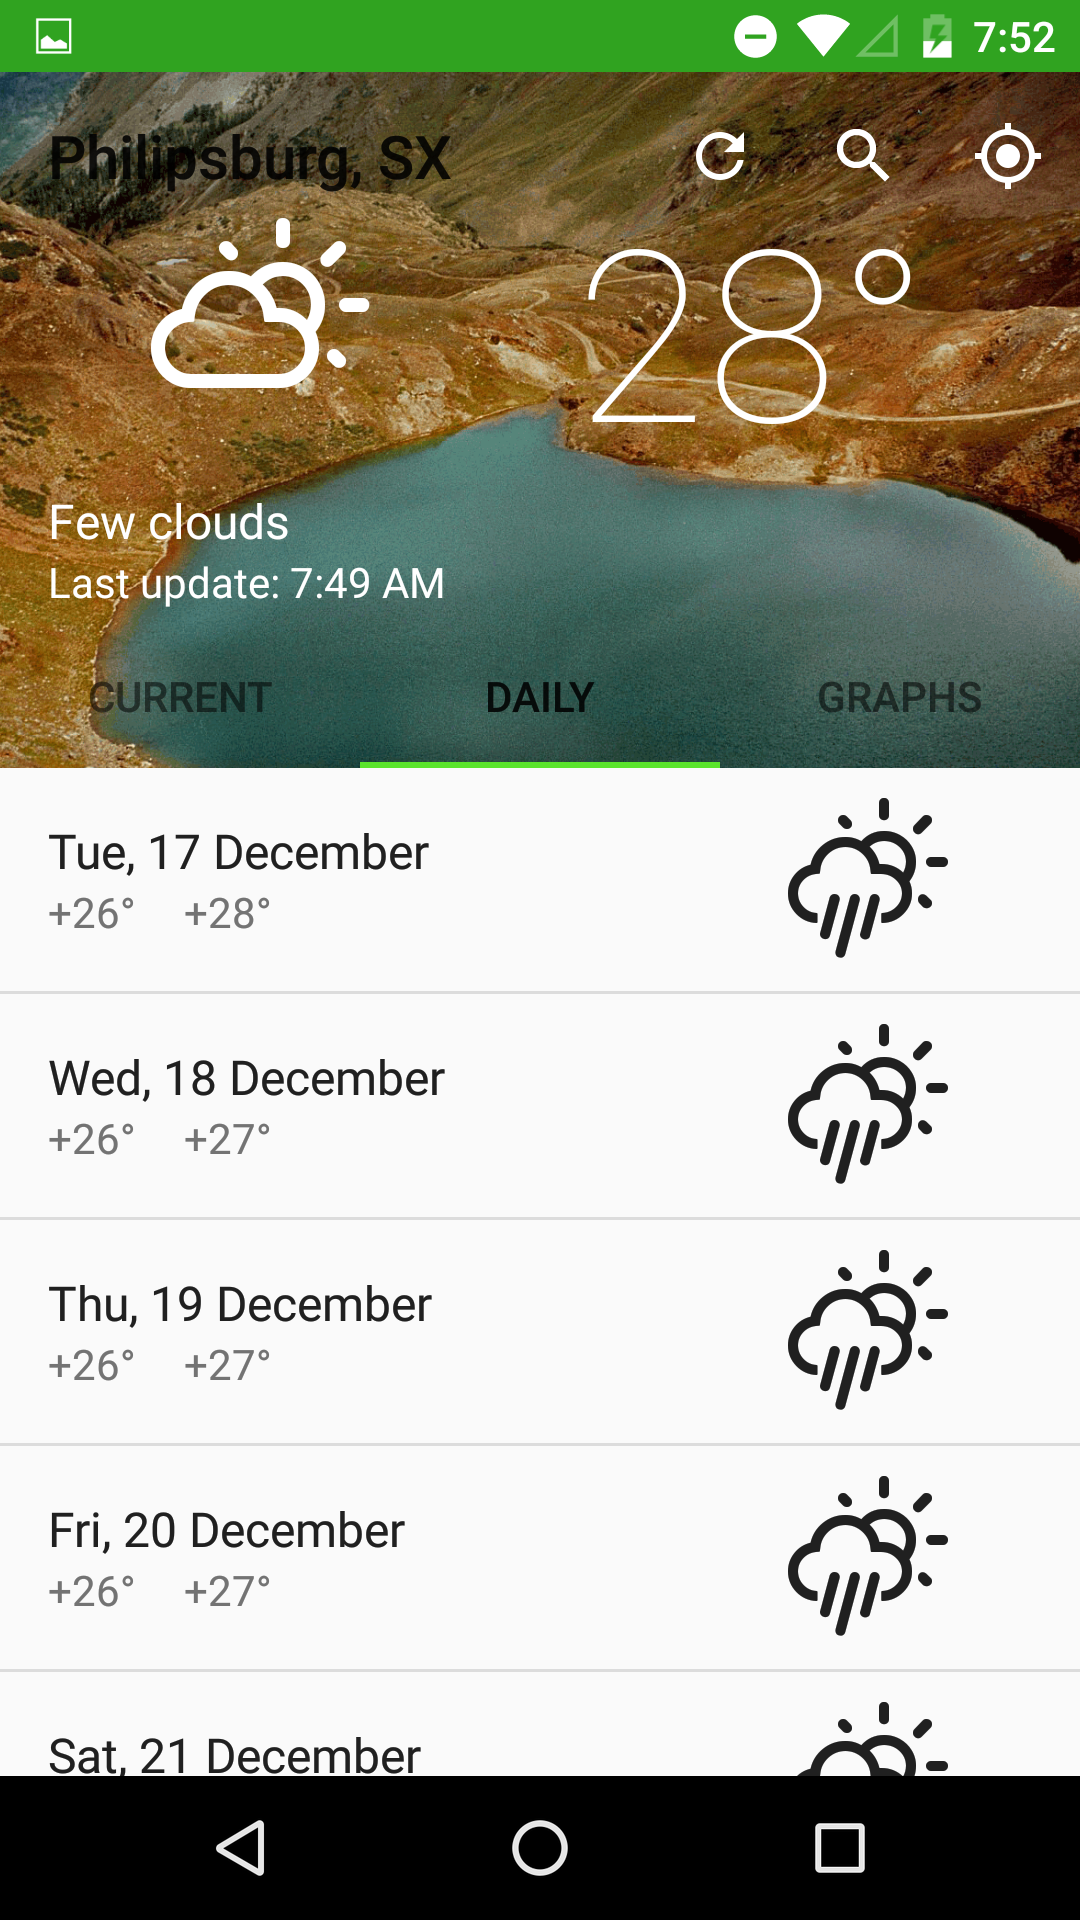 7:52
Philipsburg, SX
28°
Few clouds
Last update: 7:49 AM
CURRENT DAILY GRAPHS
Tue, 17 December
+26° +28°
Wed, 18 December
+26° +27°
Thu, 19 December
+26° +27°
Fri, 20 December
+26° +27°
Sat, 21 December